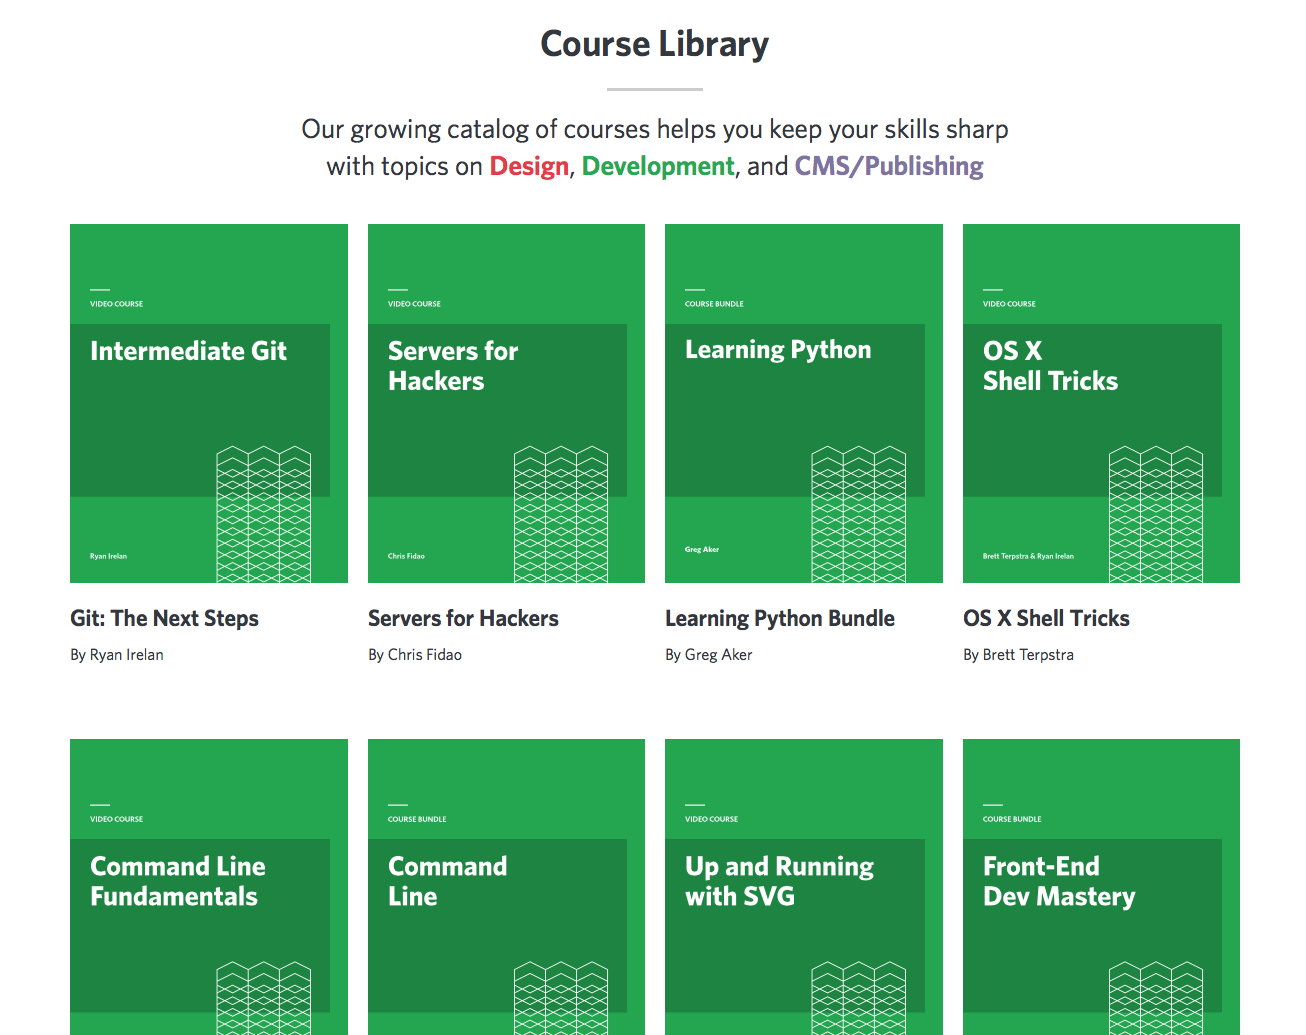 Course Library
Our growing catalog of courses helps you keep your skills sharp
with topics on Design, Development, and CMS/Publishing
VIDEO COURSE
Intermediate Git
Ryan Irelan
Git: The Next Steps
By Ryan Irelan
VIDEO COURSE
Servers for
Hackers
Chris Fidao
Servers for Hackers
By Chris Fidao
COURSE BUNDLE
Learning Python
Greg Aker
Learning Python Bundle
By Greg Aker
VIDEO COURSE
OS X
Shell Tricks
Brett Terpstra & Ryan Irelan
OS X Shell Tricks
By Brett Terpstra
VIDEO COURSE
Command Line
Fundamentals
COURSE BUNDLE
Command
Line
VIDEO COURSE
Up and Running
with SVG
COURSE BUNDLE
Front-End
Dev Mastery